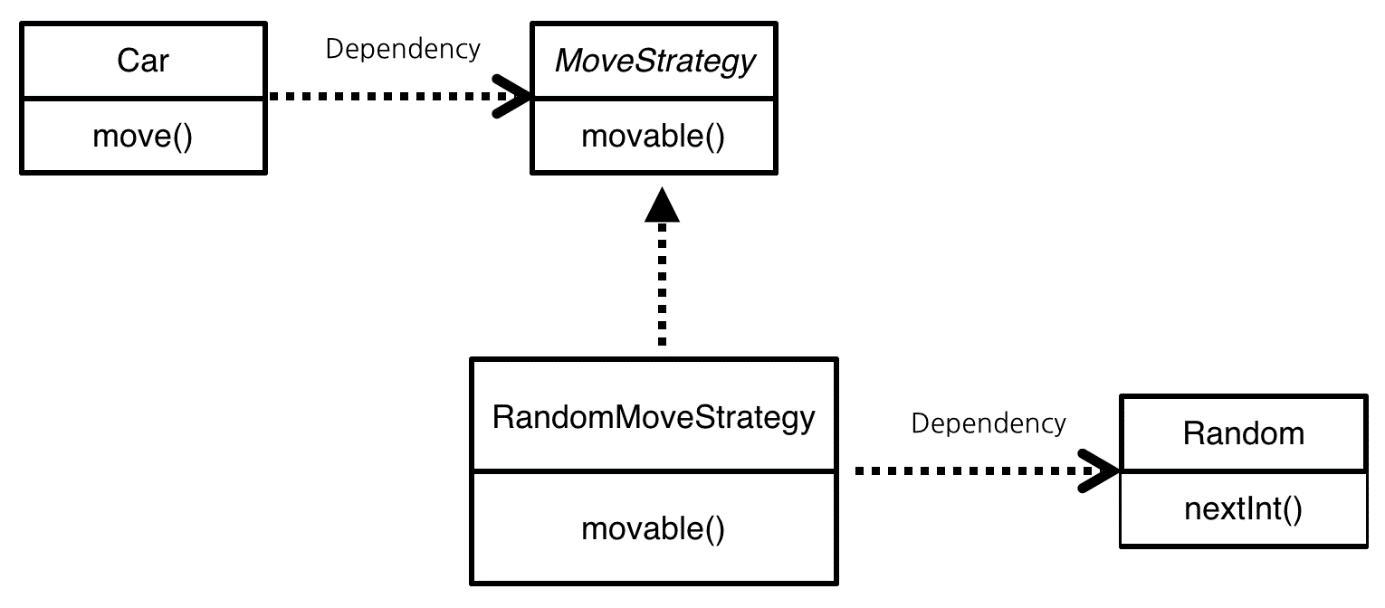 Car
move()
Dependency
MoveStrategy
movable()
RandomMoveStrategy
movable()
Dependency
Random
nextInt()